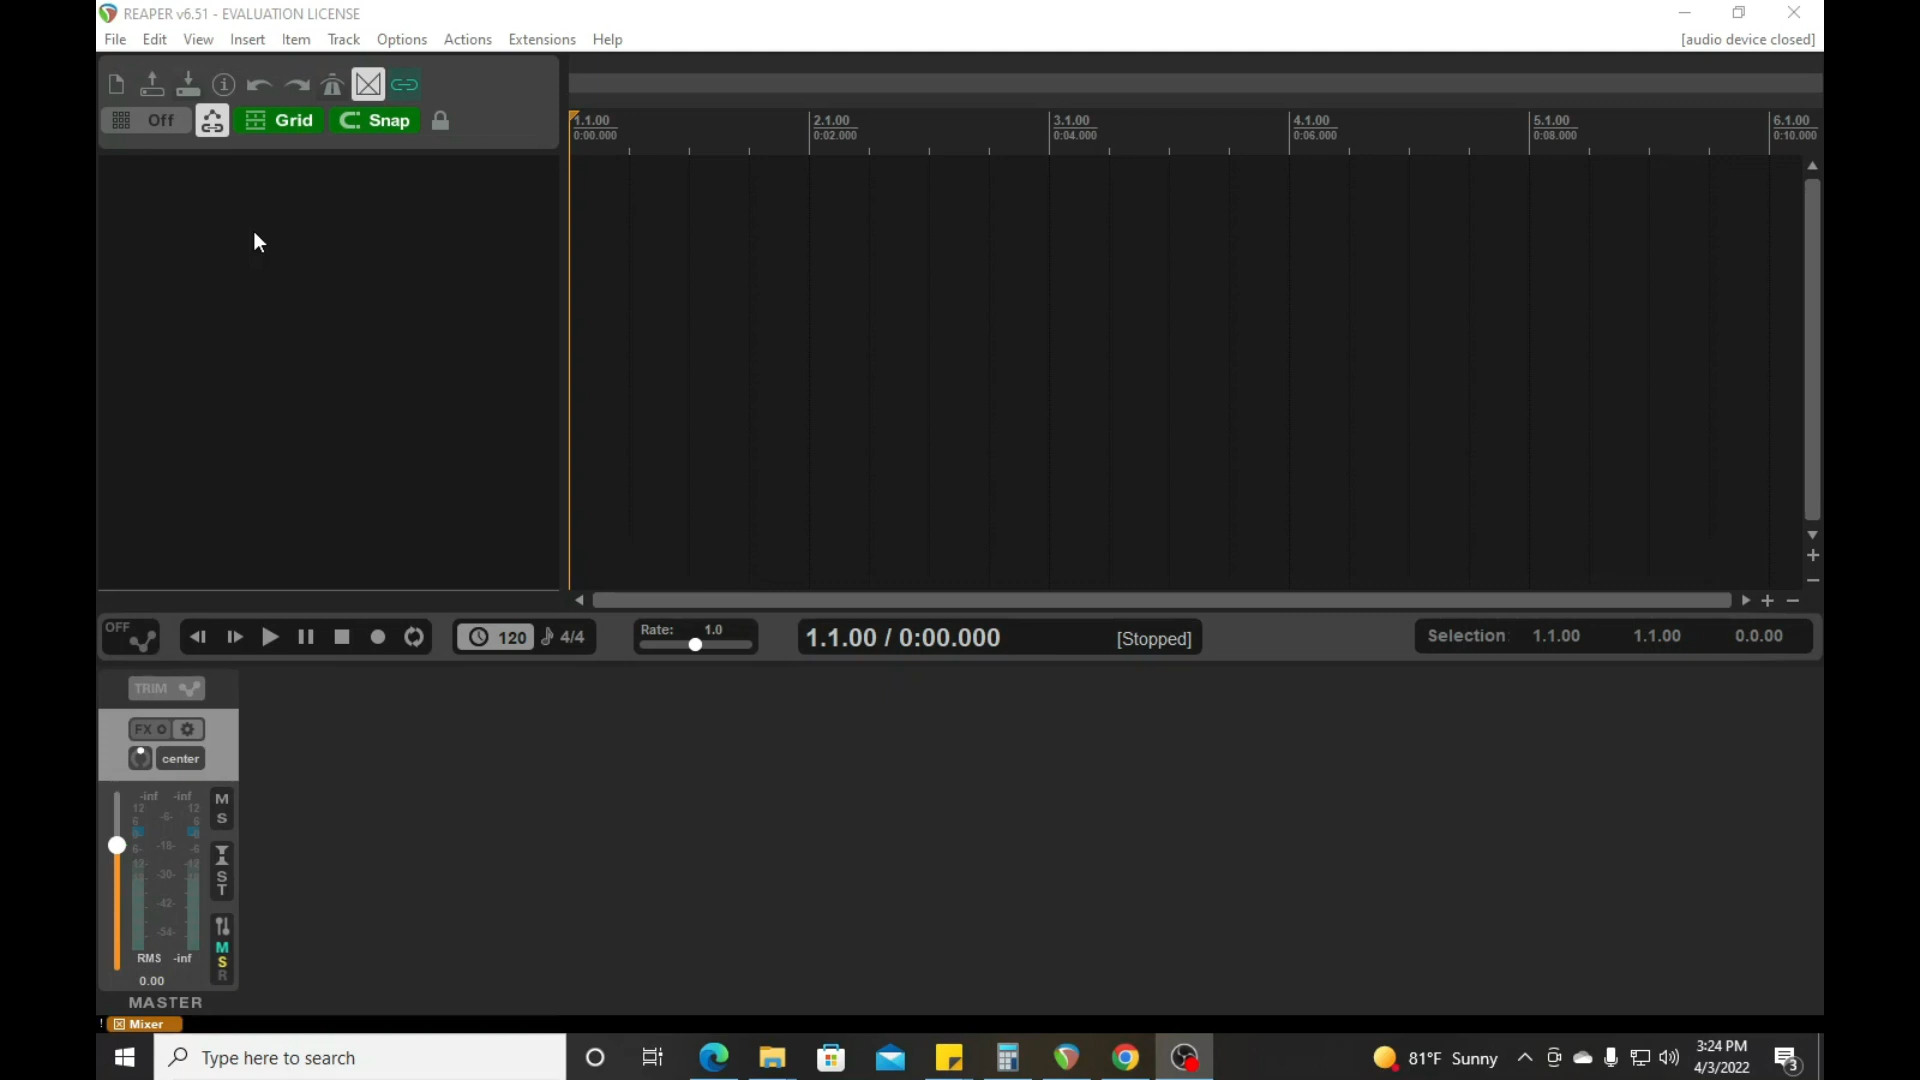 REAPER v6.51 - EVALUATION LICENSE
File Edit View Insert Item Track Options Actions Extensions Help [audio device closed]
Off Grid Snap
1.1.00 2.1.00 3.1.00 4.1.00 5.1.00 6.1.00
0:00.000 0:02.000 0:04.000 0:06.000 0:08.000 0:10.000
OFF
120 4/4
Rate: 1.0
1.1.00 / 0:00.000 [Stopped]
Selection 1.1.00 1.1.00 0.0.00
TRIM
FX
center
-inf -inf
12 12
6 -6- 6
6- -18- -6
12- -12
-30-
-42-
-54-
RMS -inf
0.00
M
S
S
T
M
S
R
MASTER
! Mixer
Type here to search
81°F Sunny
3:24 PM
4/3/2022
3